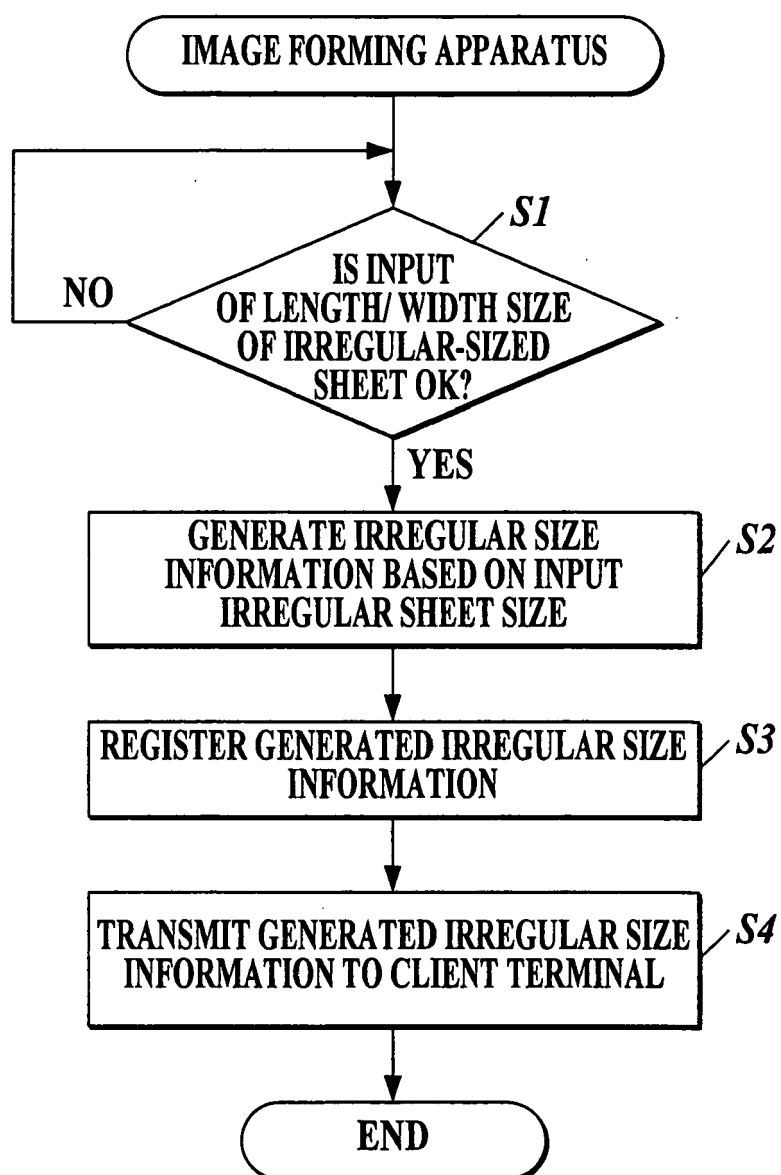 IMAGE FORMING APPARATUS
S1
IS INPUT
OF LENGTH/ WIDTH SIZE
OF IRREGULAR-SIZED
SHEET OK?
NO
YES
S2
GENERATE IRREGULAR SIZE
INFORMATION BASED ON INPUT
IRREGULAR SHEET SIZE
S3
REGISTER GENERATED IRREGULAR SIZE
INFORMATION
S4
TRANSMIT GENERATED IRREGULAR SIZE
INFORMATION TO CLIENT TERMINAL
END